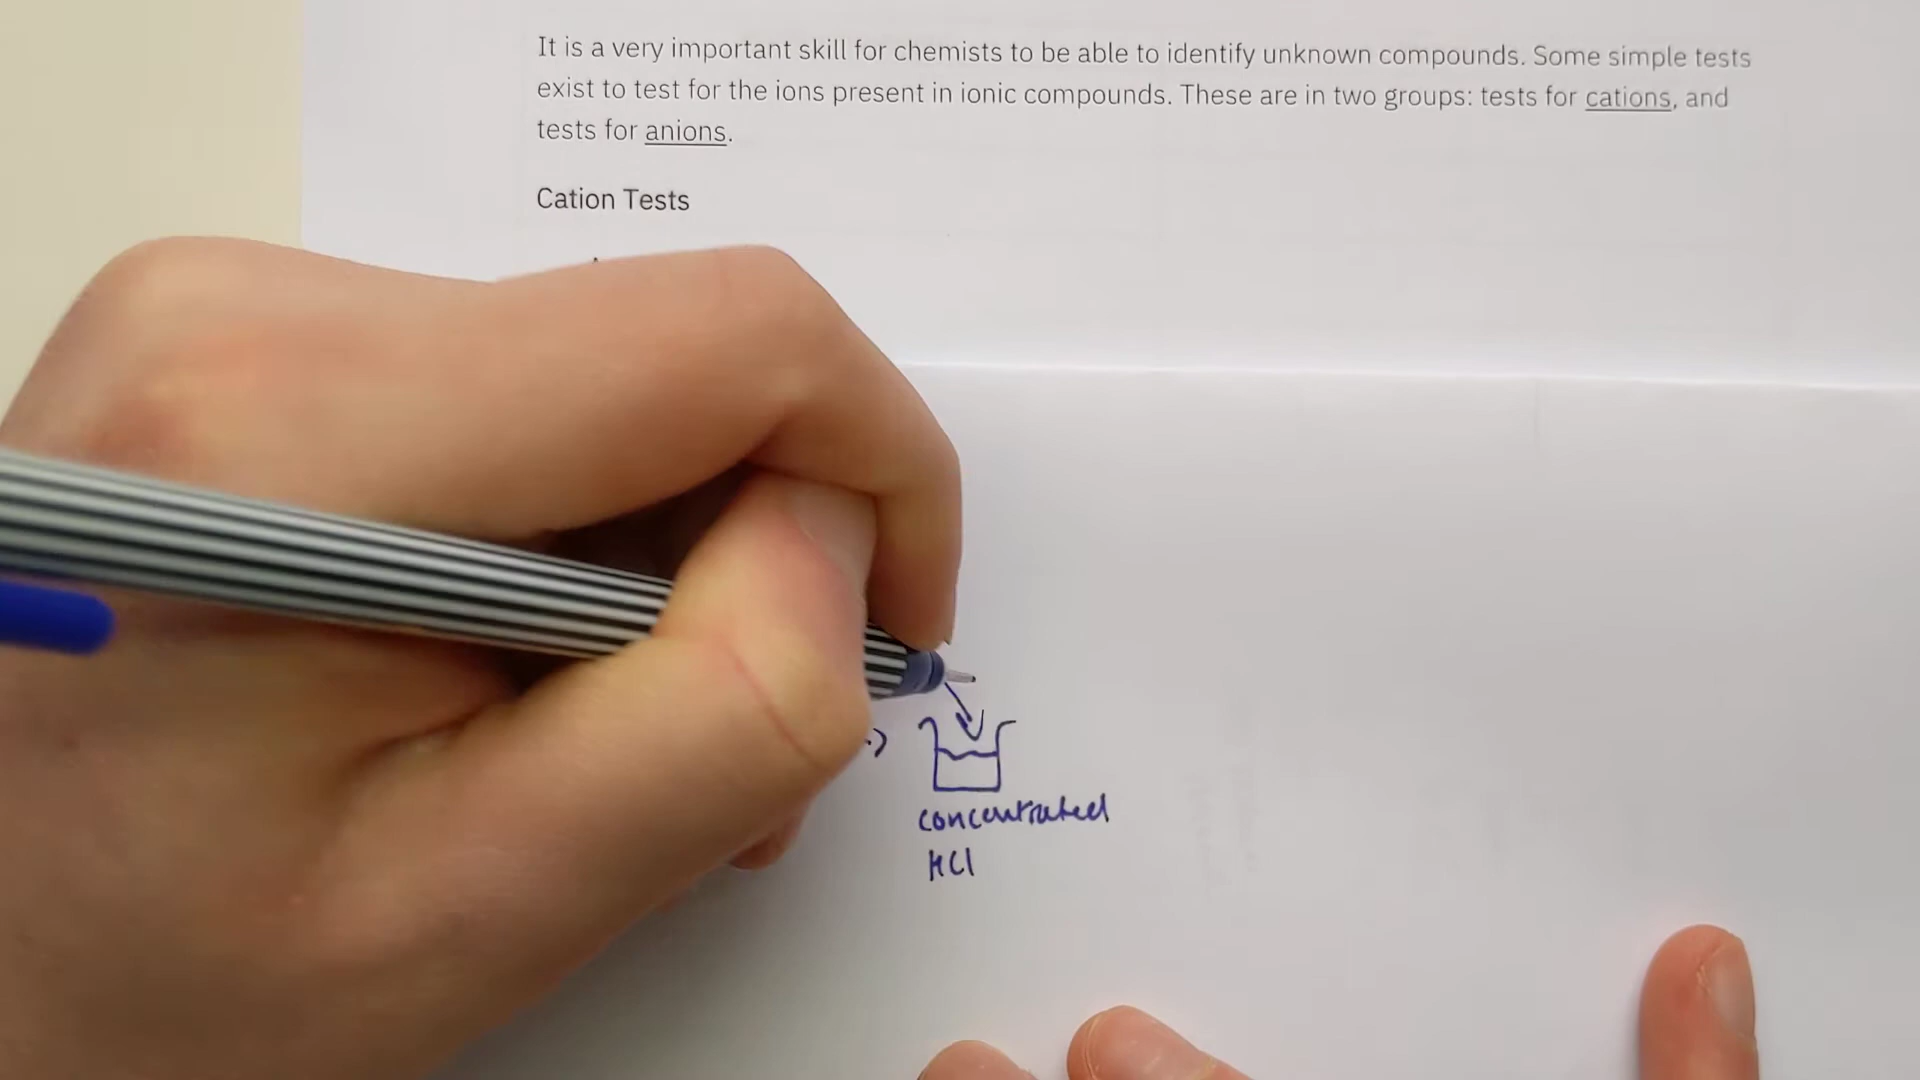 It is a very important skill for chemists to be able to identify unknown compounds. Some simple tests
exist to test for the ions present in ionic compounds. These are in two groups: tests for cations, and
tests for anions.
Cation Tests
concentrated
HCl